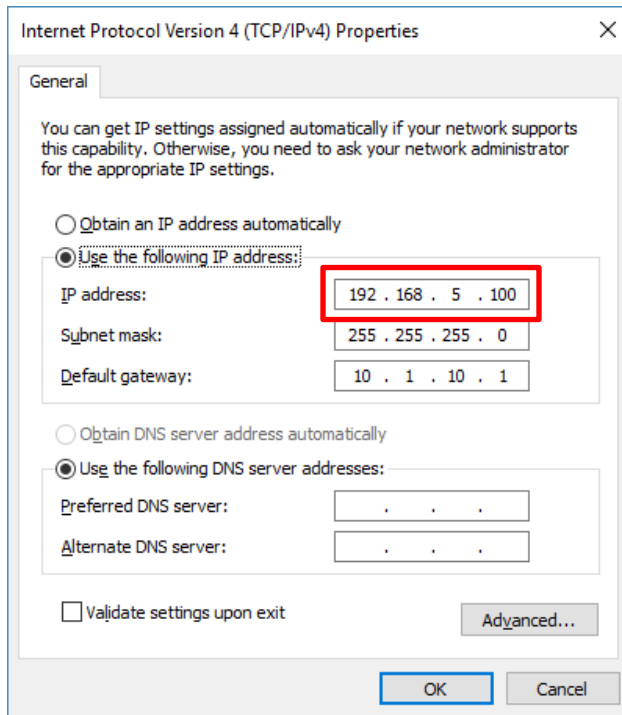 Internet Protocol Version 4 (TCP/IPv4) Properties
General
You can get IP settings assigned automatically if your network supports
this capability. Otherwise, you need to ask your network administrator
for the appropriate IP settings.
Obtain an IP address automatically
Use the following IP address:
IP address: 192 . 168 . 5 . 100
Subnet mask: 255 . 255 . 255 . 0
Default gateway: 10 . 1 . 10 . 1
Obtain DNS server address automatically
Use the following DNS server addresses:
Preferred DNS server: . . .
Alternate DNS server: . . .
Validate settings upon exit
Advanced...
OK Cancel